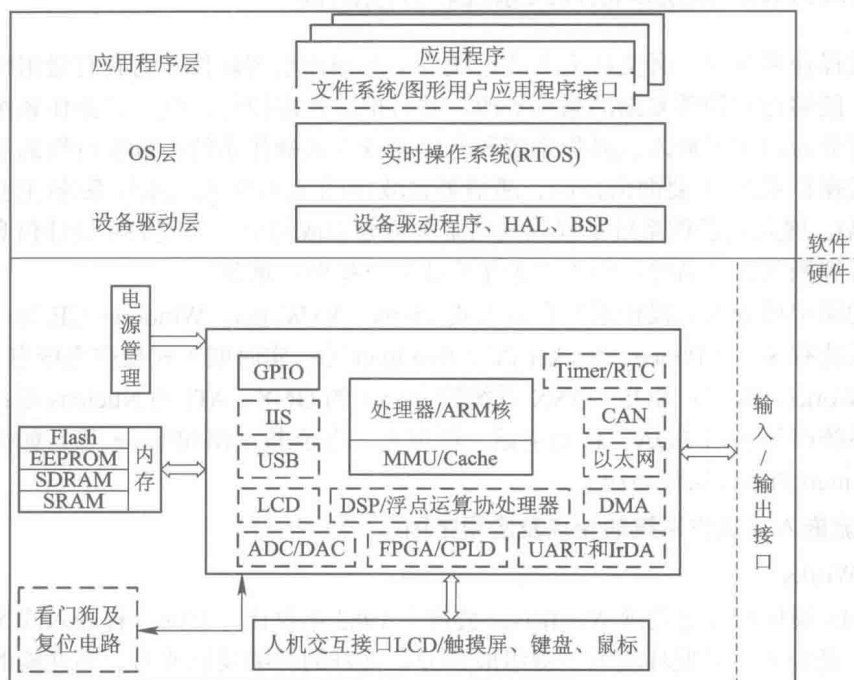 应用程序层
应用程序
文件系统/图形用户应用程序接口
OS层
实时操作系统(RTOS)
设备驱动层
设备驱动程序、HAL、BSP
软件
硬件
电源管理
GPIO
Timer/RTC
IIS
处理器/ARM核
CAN
USB
MMU/Cache
以太网
Flash
EEPROM
SDRAM
SRAM
内存
LCD
DSP/浮点运算协处理器
DMA
ADC/DAC
FPGA/CPLD
UART和IrDA
输入/输出接口
看门狗及
复位电路
人机交互接口LCD/触摸屏、键盘、鼠标